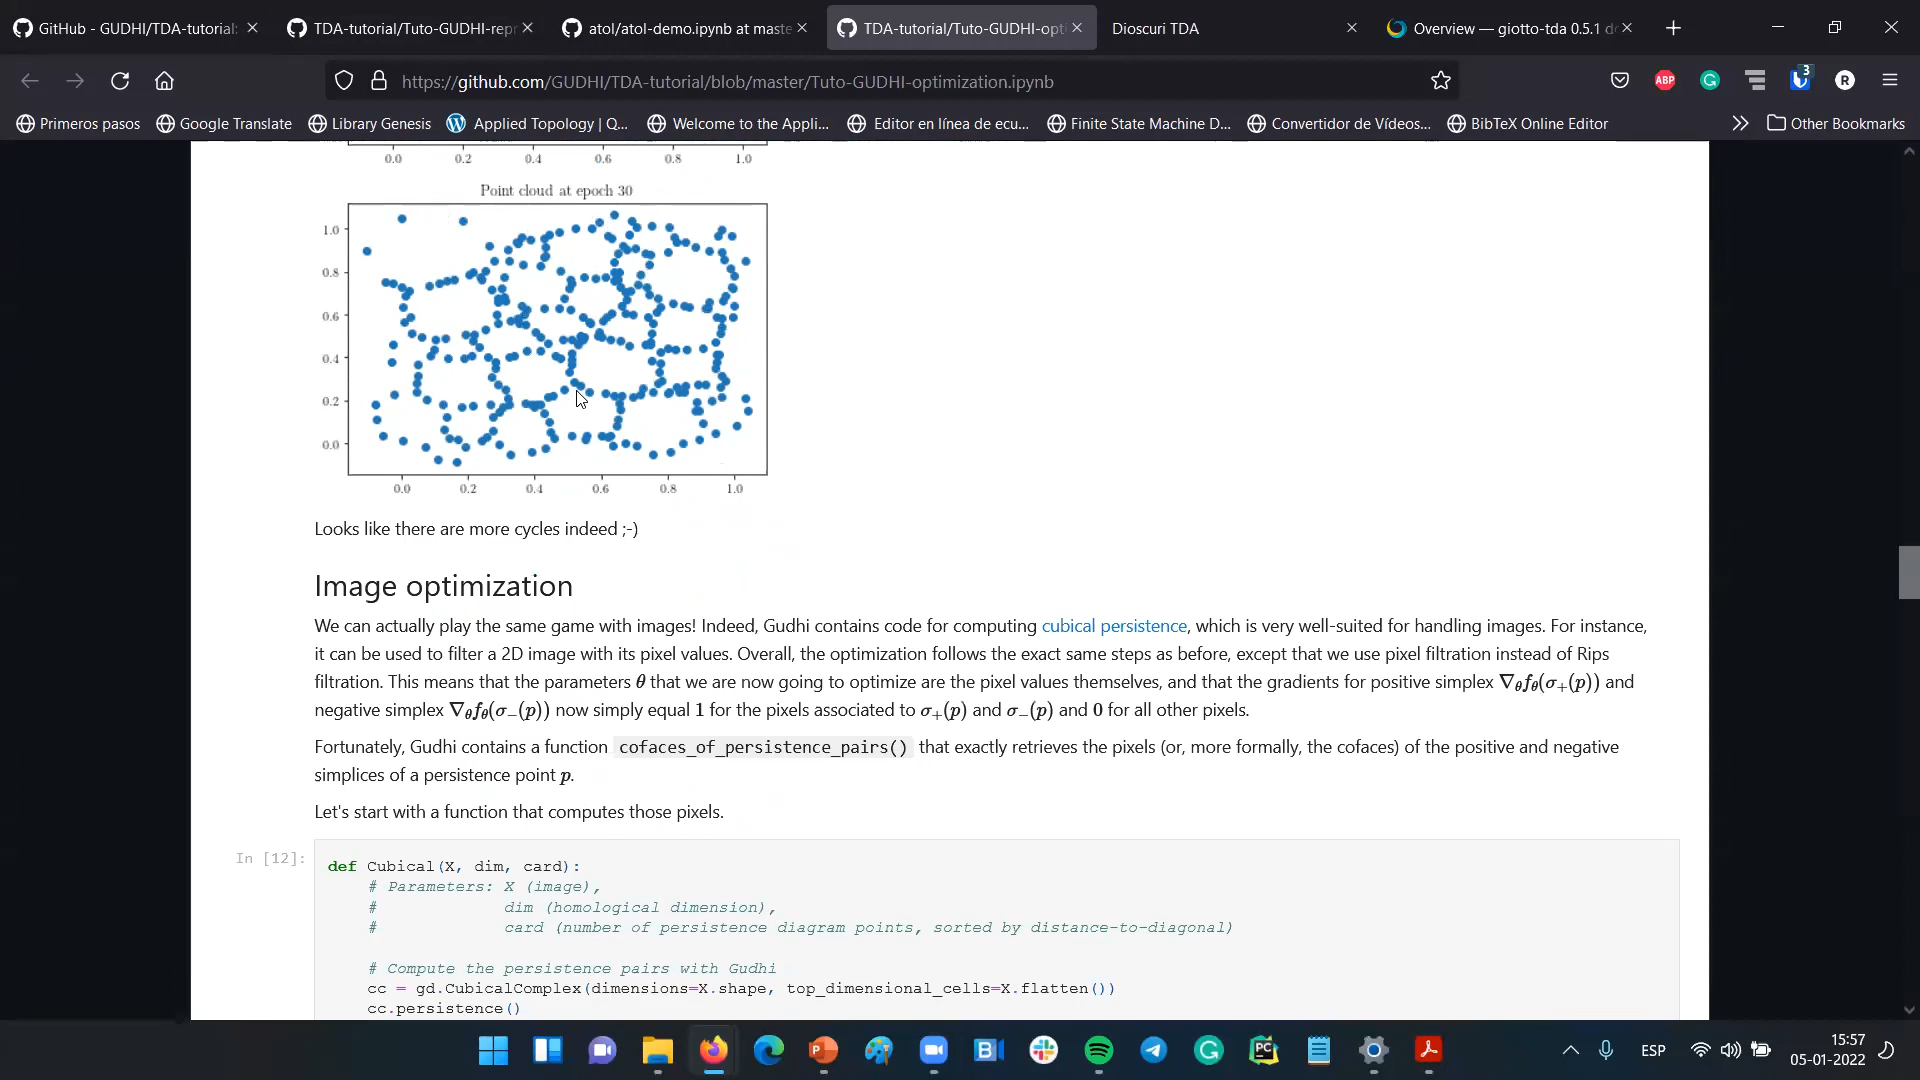 GitHub - GUDHI/TDA-tutorial:
TDA-tutorial/Tuto-GUDHI-repr
atol/atol-demo.ipynb at maste
TDA-tutorial/Tuto-GUDHI-opt
Dioscuri TDA
Overview — giotto-tda 0.5.1 d
https://github.com/GUDHI/TDA-tutorial/blob/master/Tuto-GUDHI-optimization.ipynb
ABP
3
R
Primeros pasos
Google Translate
Library Genesis
Applied Topology | Q...
Welcome to the Appli...
Editor en línea de ecu...
Finite State Machine D...
Convertidor de Vídeos...
BibTeX Online Editor
Other Bookmarks
0.0 0.2 0.4 0.6 0.8 1.0
Point cloud at epoch 30
1.0
0.8
0.6
0.4
0.2
0.0
0.0 0.2 0.4 0.6 0.8 1.0
Looks like there are more cycles indeed ;-)
Image optimization
We can actually play the same game with images! Indeed, Gudhi contains code for computing cubical persistence, which is very well-suited for handling images. For instance,
it can be used to filter a 2D image with its pixel values. Overall, the optimization follows the exact same steps as before, except that we use pixel filtration instead of Rips
filtration. This means that the parameters θ that we are now going to optimize are the pixel values themselves, and that the gradients for positive simplex ∇θfθ(σ+(p)) and
negative simplex ∇θfθ(σ−(p)) now simply equal 1 for the pixels associated to σ+(p) and σ−(p) and 0 for all other pixels.
Fortunately, Gudhi contains a function cofaces_of_persistence_pairs() that exactly retrieves the pixels (or, more formally, the cofaces) of the positive and negative
simplices of a persistence point p.
Let's start with a function that computes those pixels.
In [12]:
def Cubical(X, dim, card):
# Parameters: X (image),
# dim (homological dimension),
# card (number of persistence diagram points, sorted by distance-to-diagonal)
# Compute the persistence pairs with Gudhi
cc = gd.CubicalComplex(dimensions=X.shape, top_dimensional_cells=X.flatten())
cc.persistence()
ESP
15:57
05-01-2022